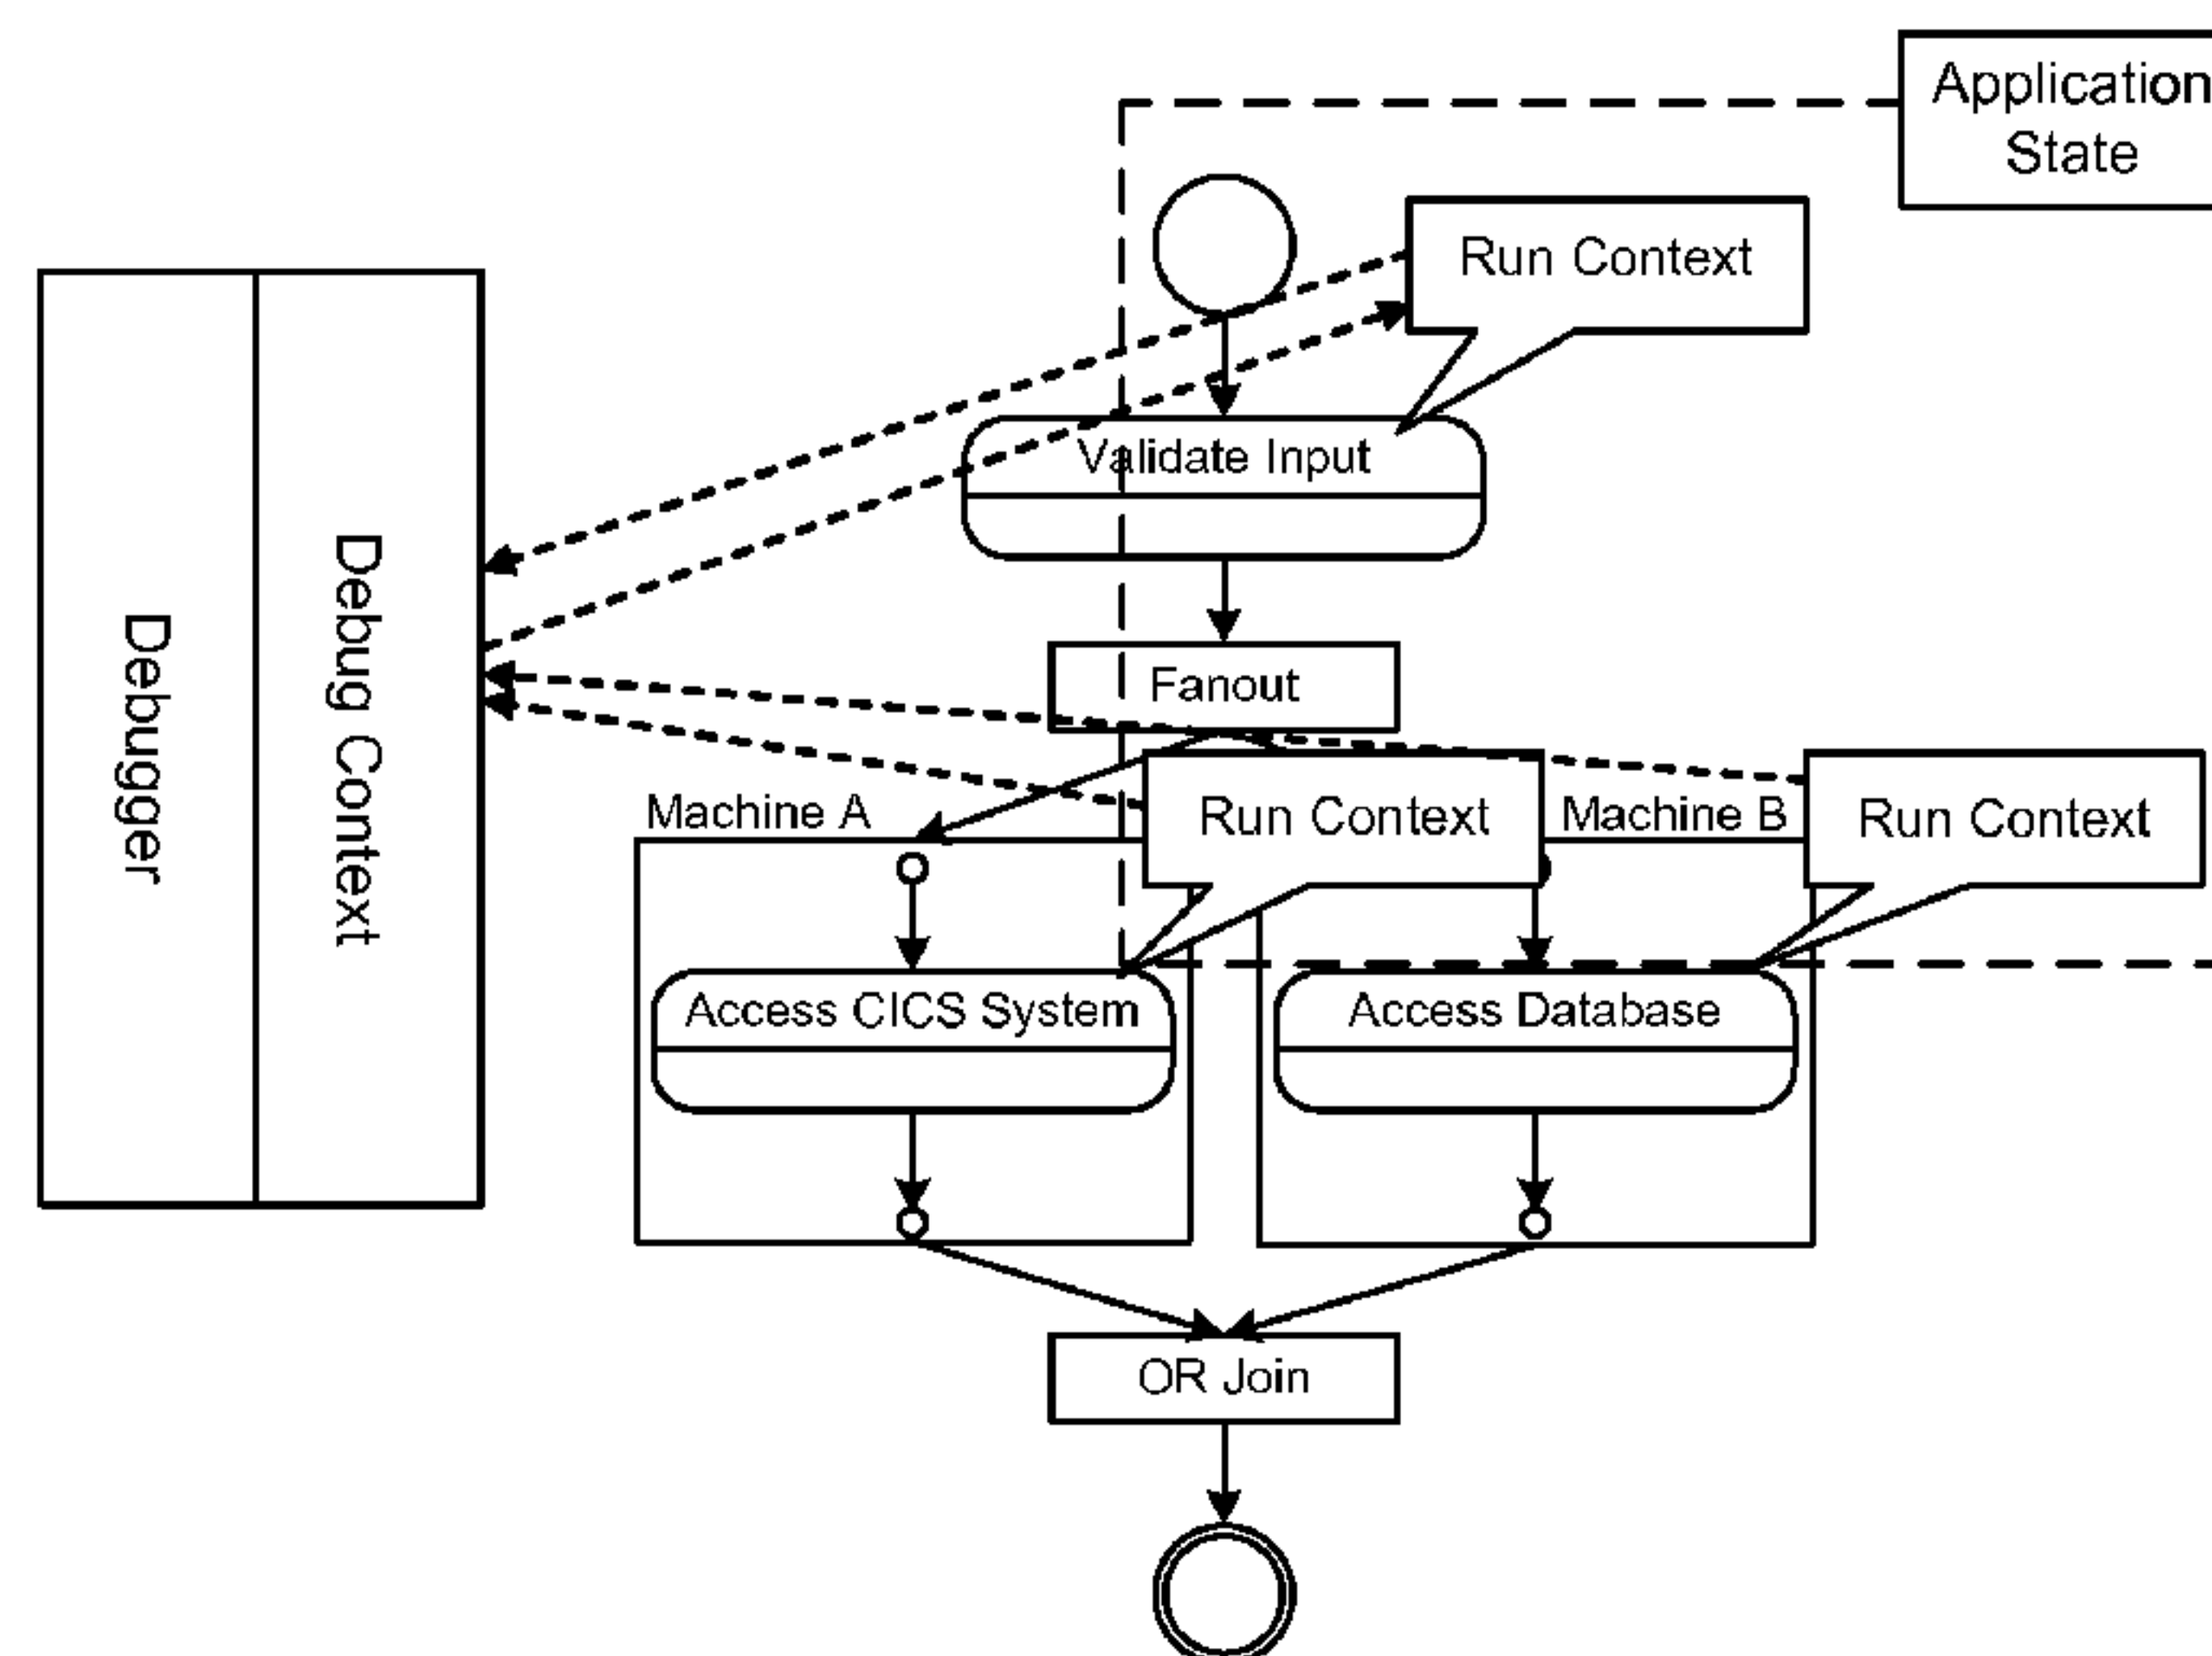 Application
State
Run Context
Validate Input
Debugger
Debug Context
Fanout
Machine A
Run Context
Machine B
Run Context
Access CICS System
Access Database
OR Join